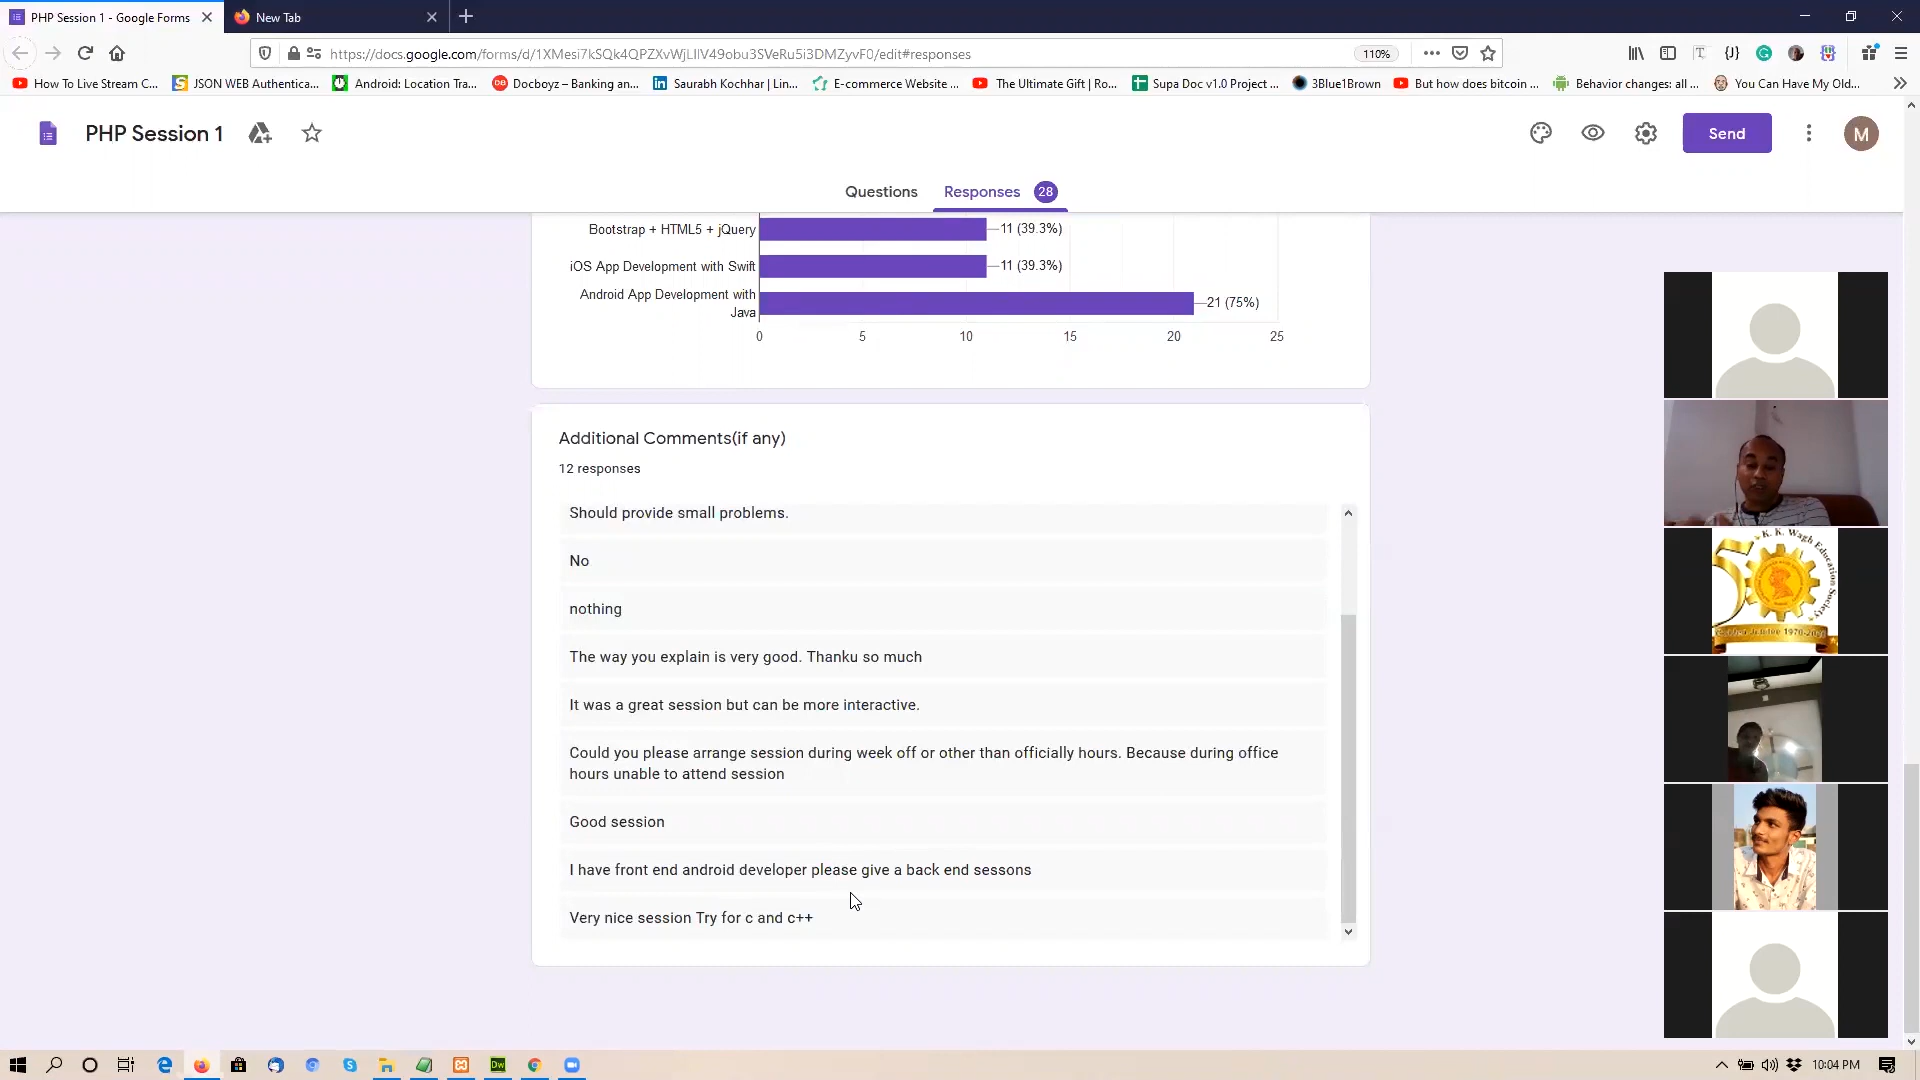 PHP Session 1 - Google Forms
New Tab
https://docs.google.com/forms/d/1XMesi7kSQk4QPZXvWjLIlV49obu3SVeRu5i3DMZyvF0/edit#responses
110%
How To Live Stream C...
JSON WEB Authentica...
Android: Location Tra...
Docboyz – Banking an...
Saurabh Kochhar | Lin...
E-commerce Website ...
The Ultimate Gift | Ro...
Supa Doc v1.0 Project ...
3Blue1Brown
But how does bitcoin ...
Behavior changes: all ...
You Can Have My Old...
PHP Session 1
Send
M
Questions
Responses 28
Bootstrap + HTML5 + jQuery
11 (39.3%)
iOS App Development with Swift
11 (39.3%)
Android App Development with
Java
21 (75%)
0 5 10 15 20 25
Additional Comments(if any)
12 responses
Should provide small problems.
No
nothing
The way you explain is very good. Thanku so much
It was a great session but can be more interactive.
Could you please arrange session during week off or other than officially hours. Because during office
hours unable to attend session
Good session
I have front end android developer please give a back end sessons
Very nice session Try for c and c++
K. K. Wagh Education Society
Dw
10:04 PM